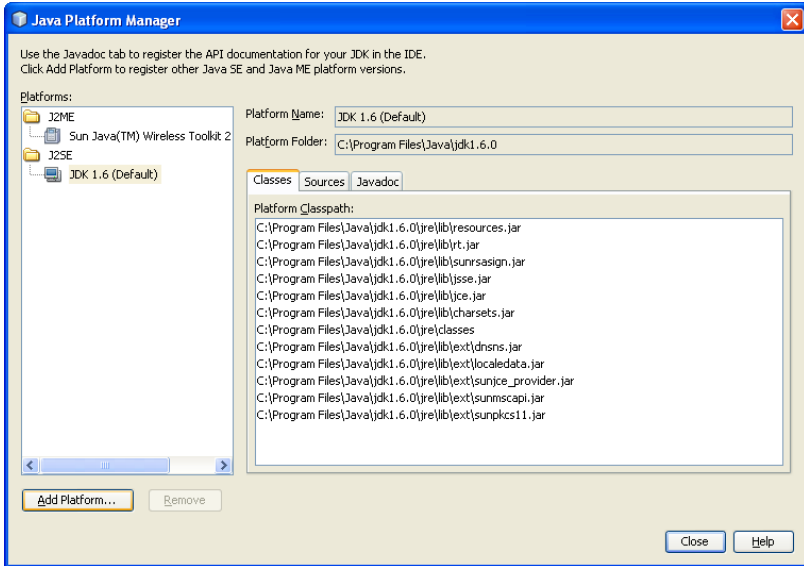 Java Platform Manager
Use the Javadoc tab to register the API documentation for your JDK in the IDE.
Click Add Platform to register other Java SE and Java ME platform versions.
Platforms:
J2ME
Sun Java(TM) Wireless Toolkit 2
J2SE
JDK 1.6 (Default)
Platform Name: JDK 1.6 (Default)
Platform Folder: C:\Program Files\Java\jdk1.6.0
Classes Sources Javadoc
Platform Classpath:
C:\Program Files\Java\jdk1.6.0\jre\lib\resources.jar
C:\Program Files\Java\jdk1.6.0\jre\lib\rt.jar
C:\Program Files\Java\jdk1.6.0\jre\lib\sunrsasign.jar
C:\Program Files\Java\jdk1.6.0\jre\lib\jsse.jar
C:\Program Files\Java\jdk1.6.0\jre\lib\jce.jar
C:\Program Files\Java\jdk1.6.0\jre\lib\charsets.jar
C:\Program Files\Java\jdk1.6.0\jre\classes
C:\Program Files\Java\jdk1.6.0\jre\lib\ext\dnsns.jar
C:\Program Files\Java\jdk1.6.0\jre\lib\ext\localedata.jar
C:\Program Files\Java\jdk1.6.0\jre\lib\ext\sunjce_provider.jar
C:\Program Files\Java\jdk1.6.0\jre\lib\ext\sunmscapi.jar
C:\Program Files\Java\jdk1.6.0\jre\lib\ext\sunpkcs11.jar
Add Platform... Remove
Close Help